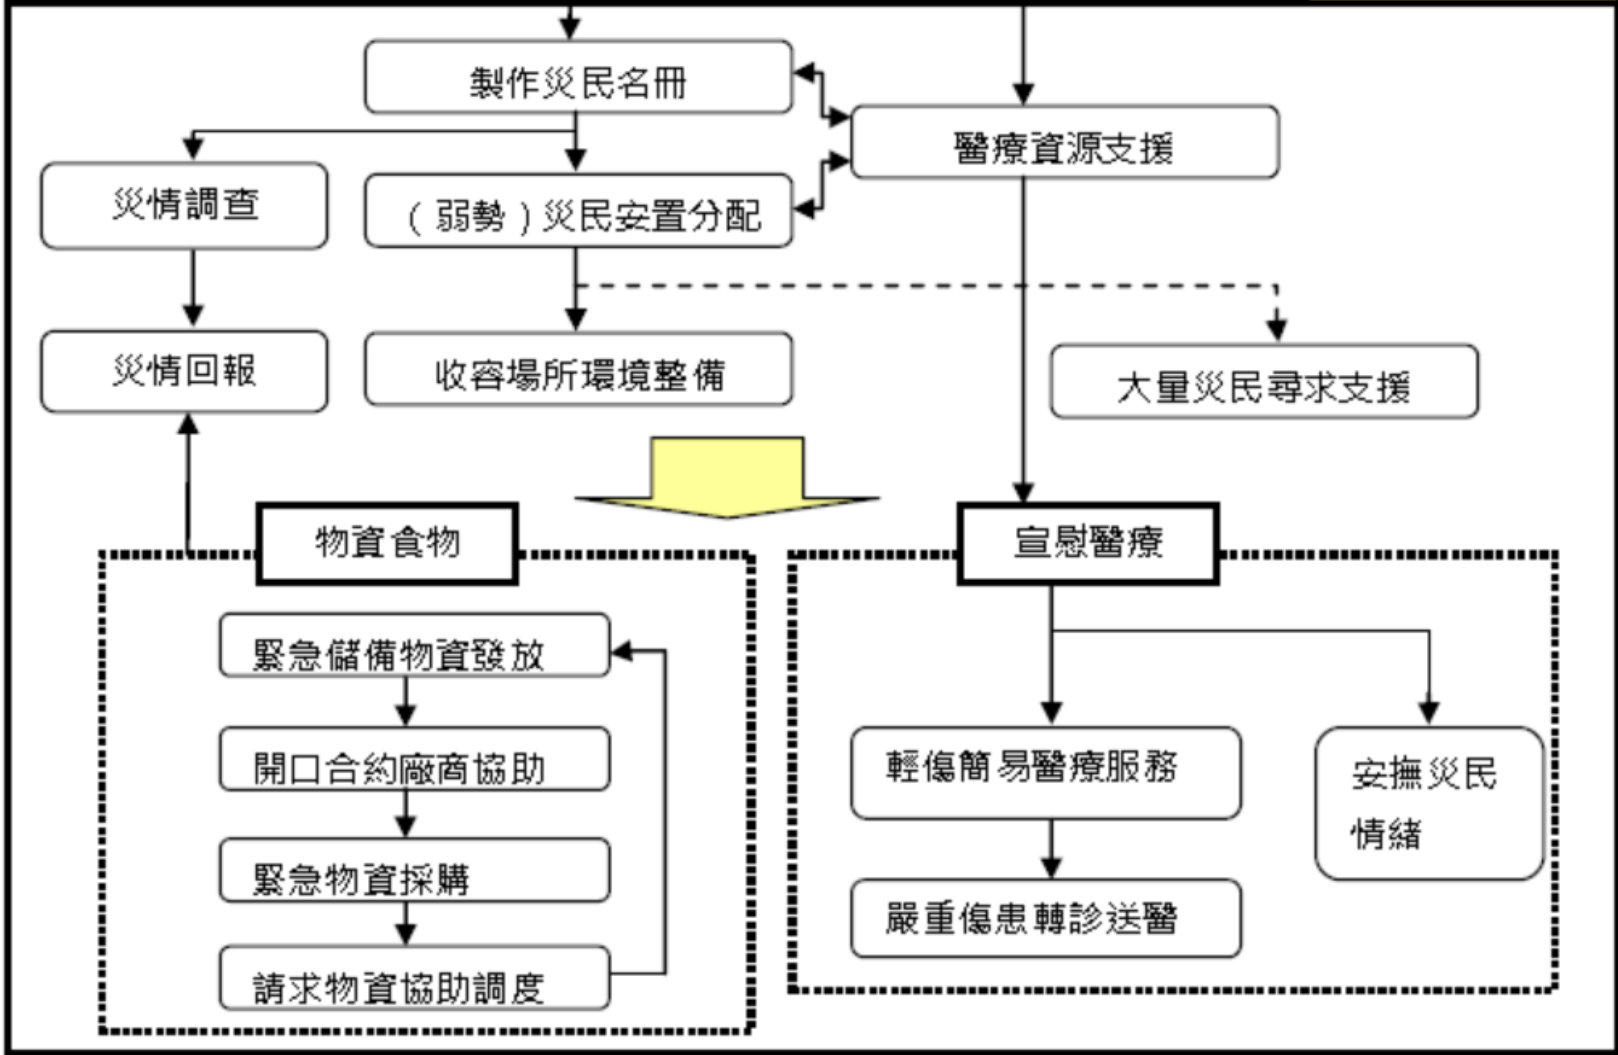 製作災民名冊
醫療資源支援
災情調查
（弱勢）災民安置分配
災情回報
收容場所環境整備
大量災民尋求支援
物資食物
宣慰醫療
緊急儲備物資發放
開口合約廠商協助
緊急物資採購
請求物資協助調度
輕傷簡易醫療服務
安撫災民
情緒
嚴重傷患轉診送醫